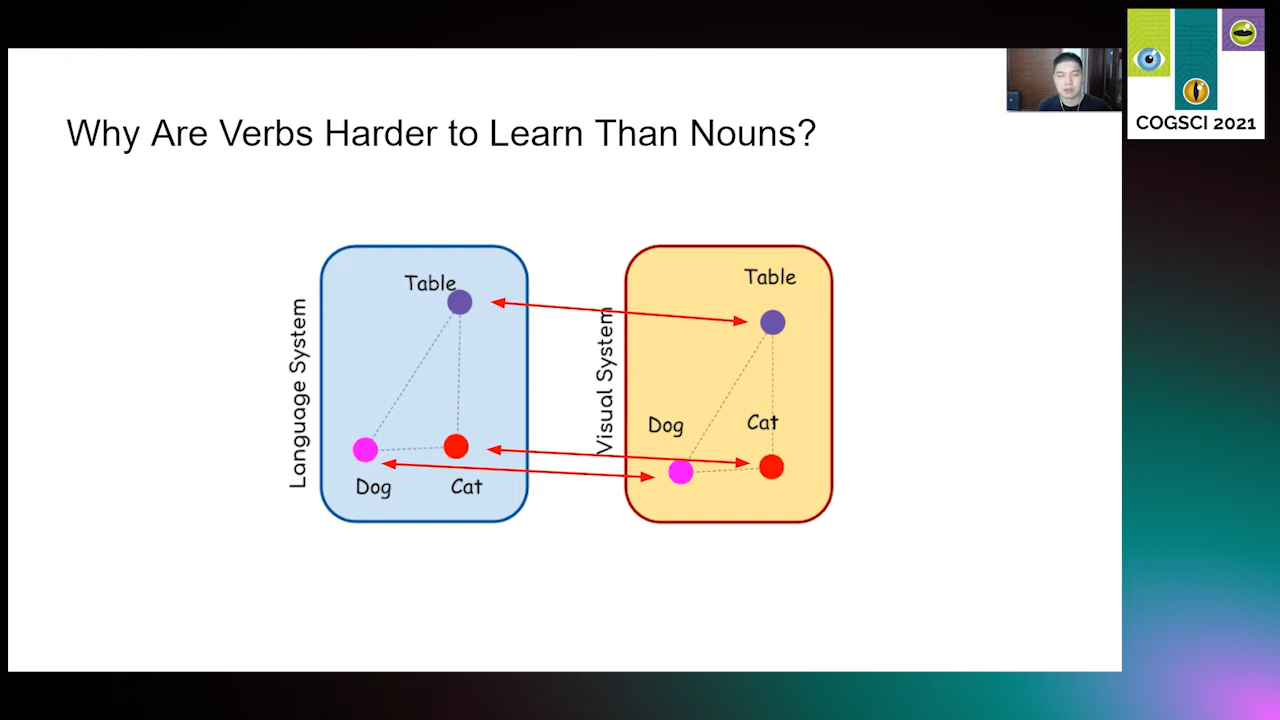 COGSCI 2021
Why Are Verbs Harder to Learn Than Nouns?
Language System
Table
Dog
Cat
Visual System
Table
Dog
Cat